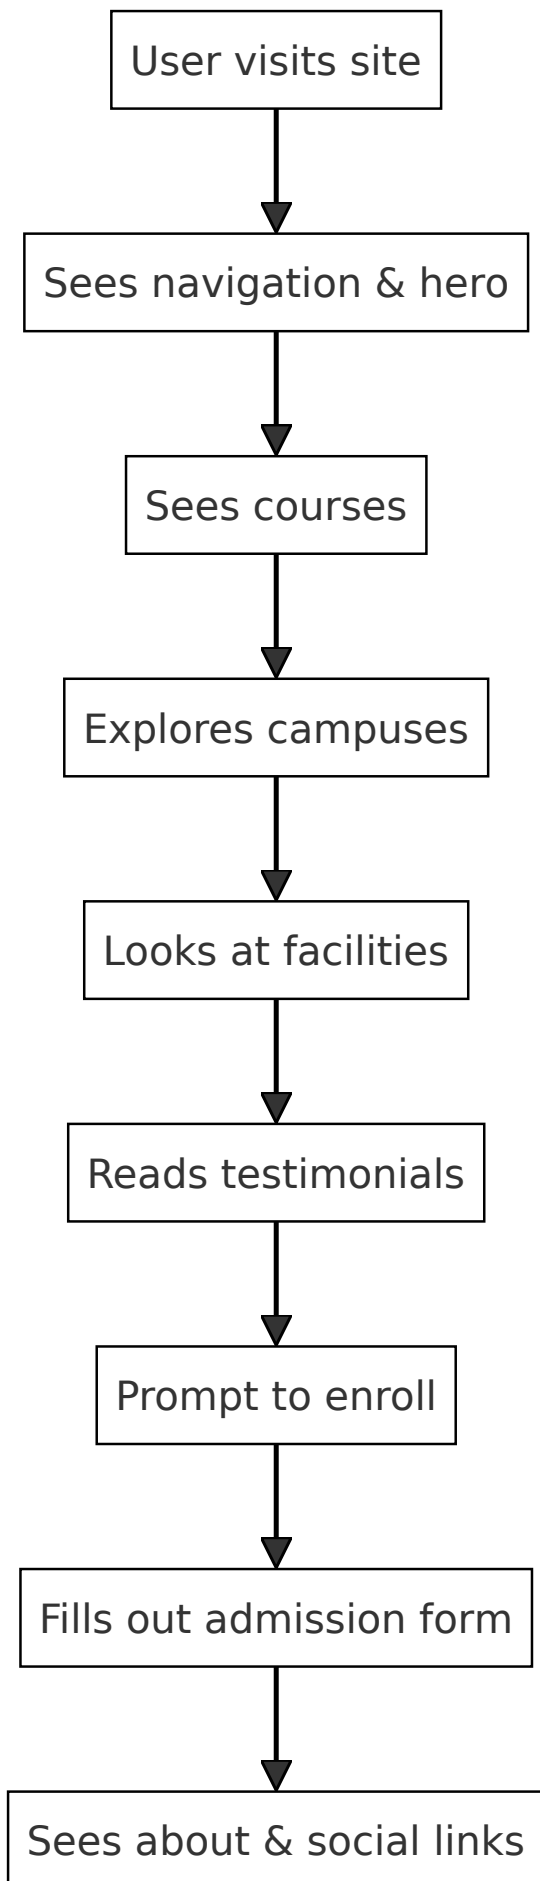 User visits site
Sees navigation & hero
Sees courses
Explores campuses
Looks at facilities
Reads testimonials
Prompt to enroll
Fills out admission form
Sees about & social links